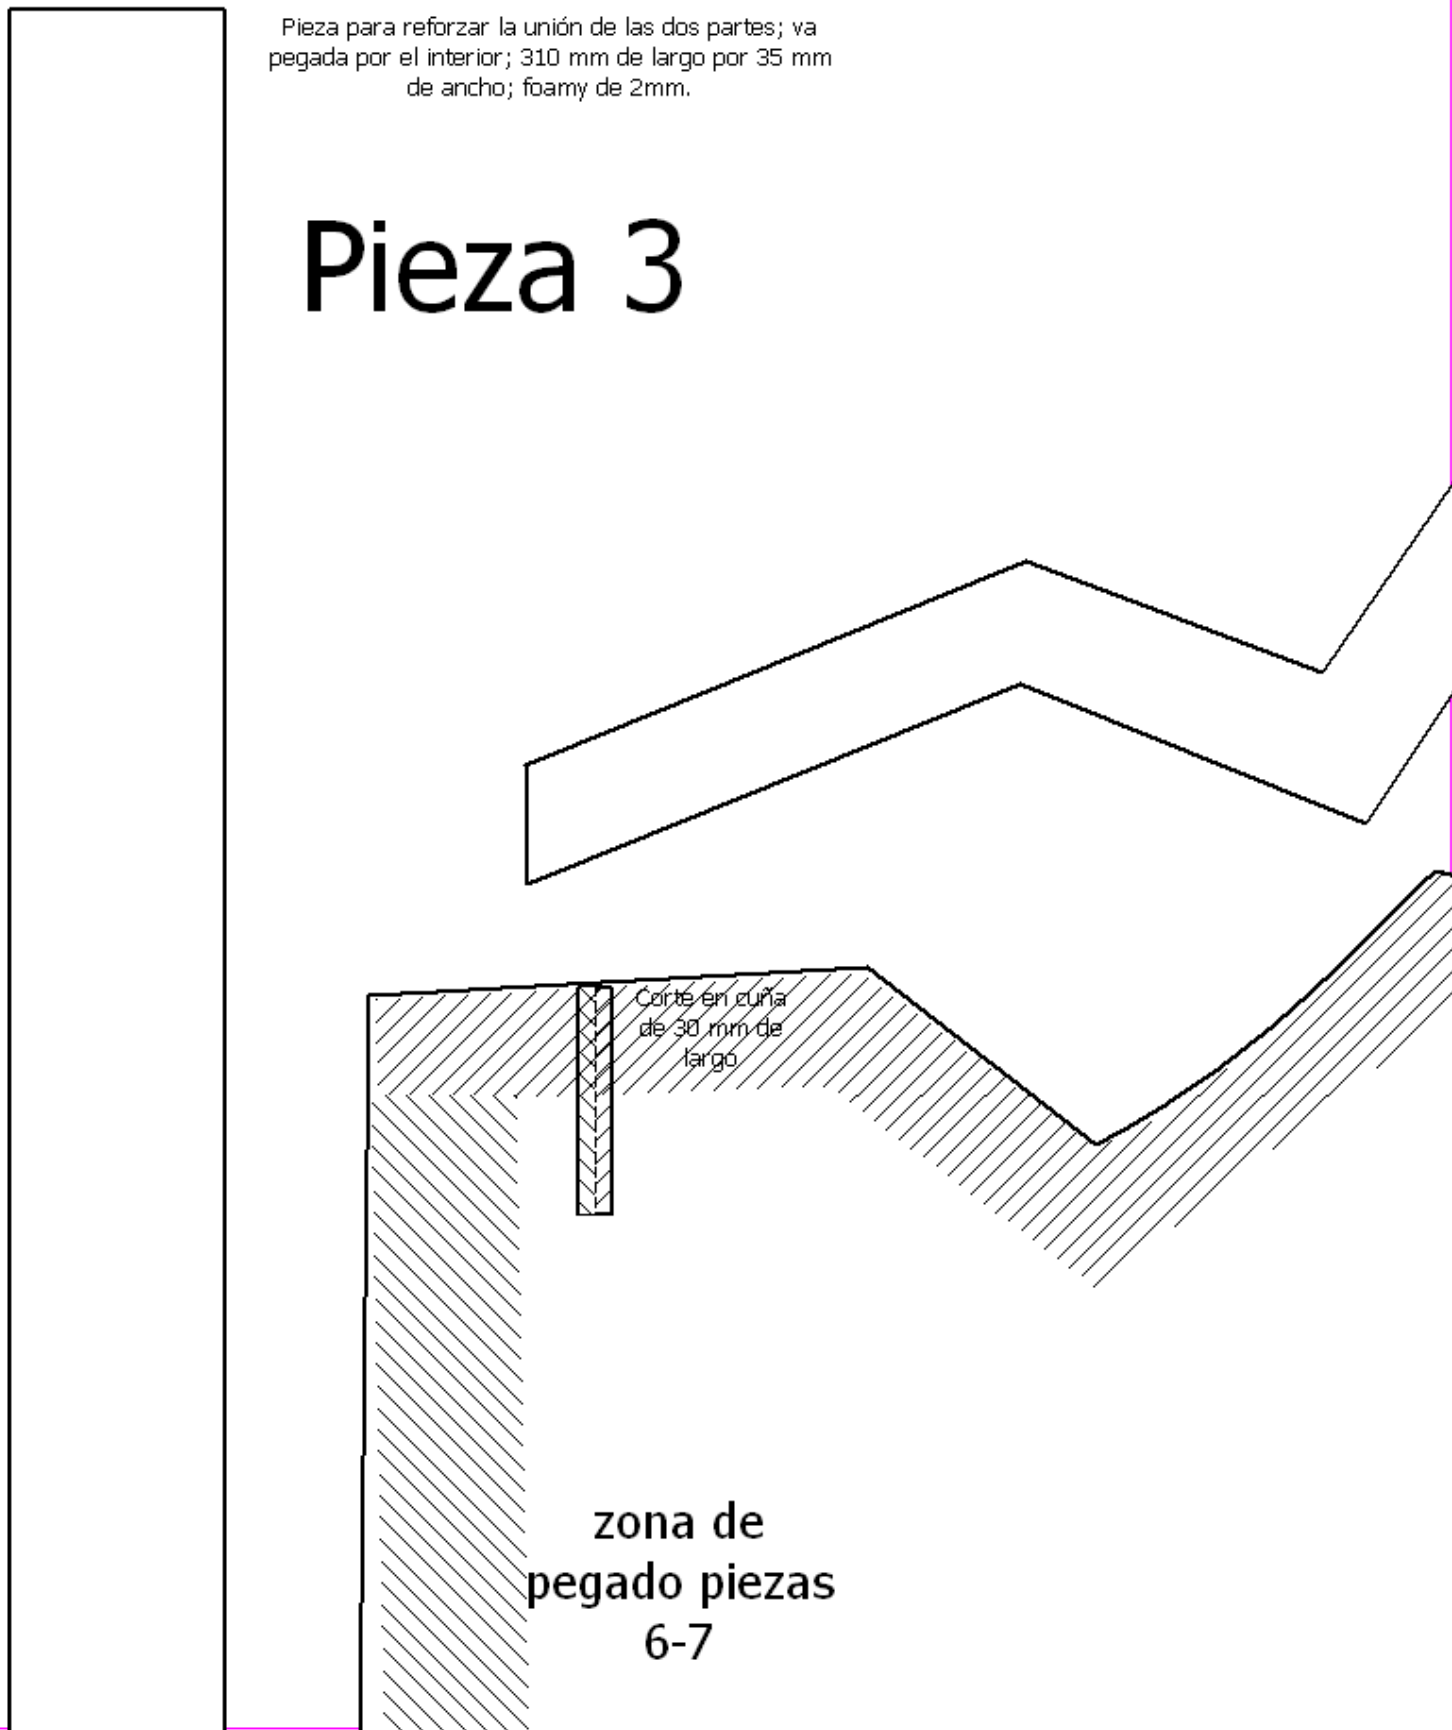 Pieza para reforzar la unión de las dos partes; va
pegada por el interior; 310 mm de largo por 35 mm
de ancho; foamy de 2mm.
Pieza 3
Corte en cuña
de 30 mm de
largo
zona de
pegado piezas
6-7